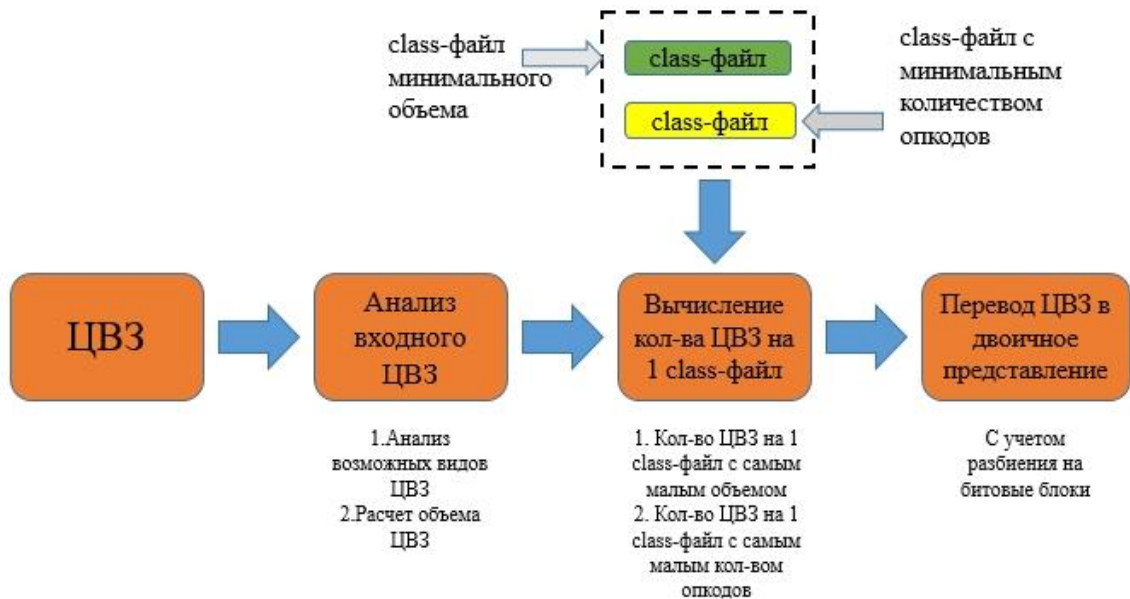 class-файл
минимального
объема
class-файл
class-файл
class-файл с
минимальным
количеством
опкодов
ЦВЗ
Анализ
входного
ЦВЗ
Вычисление
кол-ва ЦВЗ на
1 class-файл
Перевод ЦВЗ в
двоичное
представление
1.Анализ
возможных видов
ЦВЗ
2.Расчет объема
ЦВЗ
1. Кол-во ЦВЗ на 1
class-файл с самым
малым объемом
2. Кол-во ЦВЗ на 1
class-файл с самым
малым кол-вом
опкодов
С учетом
разбиения на
битовые блоки